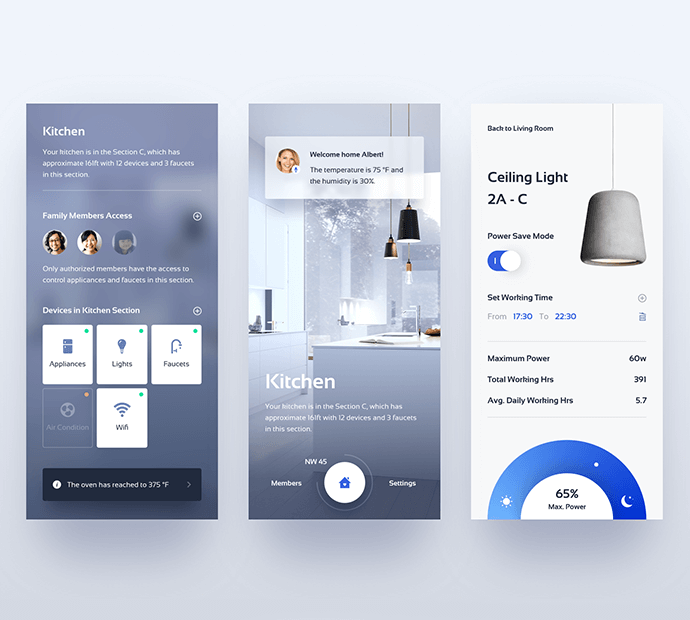 Kitchen
Your kitchen is in the Section C, which has
approximate 16lft with 12 devices and 3 faucets
in this section.
Family Members Access
Only authorized members have the access to
control applicances and faucets in this section.
Devices in Kitchen Section
Appliances
Lights
Faucets
Air Condition
Wifi
The oven has reached to 375 °F
Welcome home Albert!
The temperature is 75 °F and
the humidity is 30%.
Kitchen
Your kitchen is in the Section C, which has
approximate 16lft with 12 devices and 3 faucets
in this section.
NW 45
Members
Settings
Back to Living Room
Ceiling Light
2A - C
Power Save Mode
Set Working Time
From 17:30 To 22:30
Maximum Power 60w
Total Working Hrs 391
Avg. Daily Working Hrs 5.7
65%
Max. Power